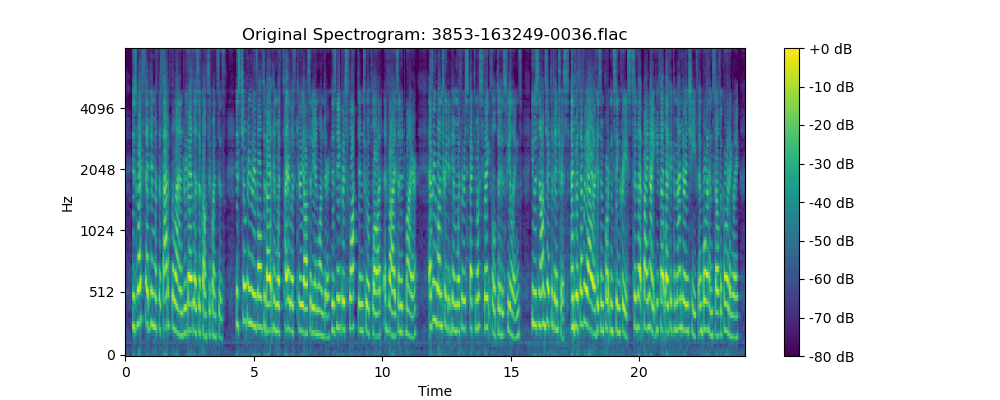 Original Spectrogram: 3853-163249-0036.flac
Hz
4096
2048
1024
512
0
0 5 10 15 20
Time
+0 dB
-10 dB
-20 dB
-30 dB
-40 dB
-50 dB
-60 dB
-70 dB
-80 dB